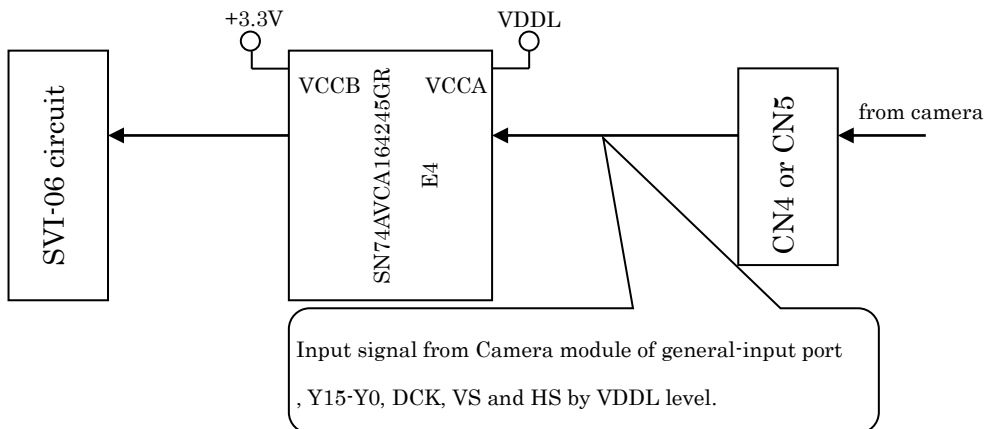 +3.3V
VDDL
VCCB
VCCA
SVI-06 circuit
SN74AVCA164245GR
E4
CN4 or CN5
from camera
Input signal from Camera module of general-input port
, Y15-Y0, DCK, VS and HS by VDDL level.